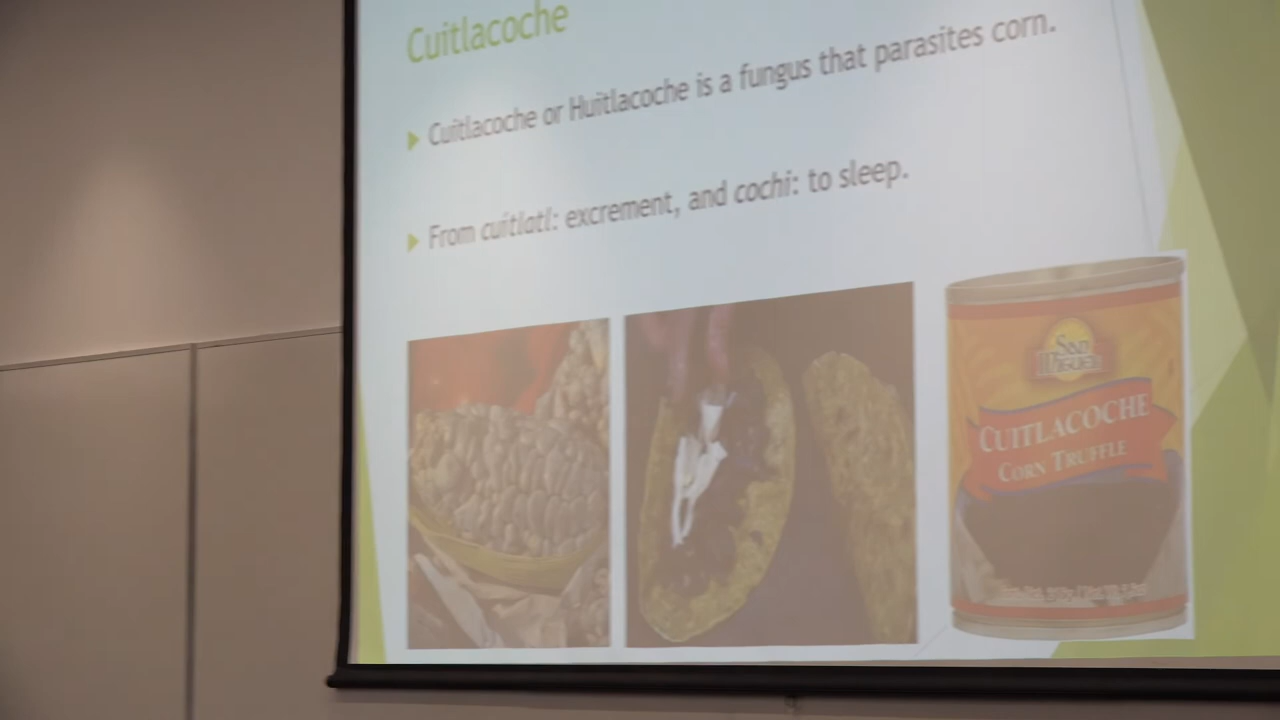 Cuitlacoche
Cuitlacoche or Huitlacoche is a fungus that parasites corn.
From cuitlatl: excrement, and cochi: to sleep.
San
Miguel
CUITLACOCHE
CORN TRUFFLE